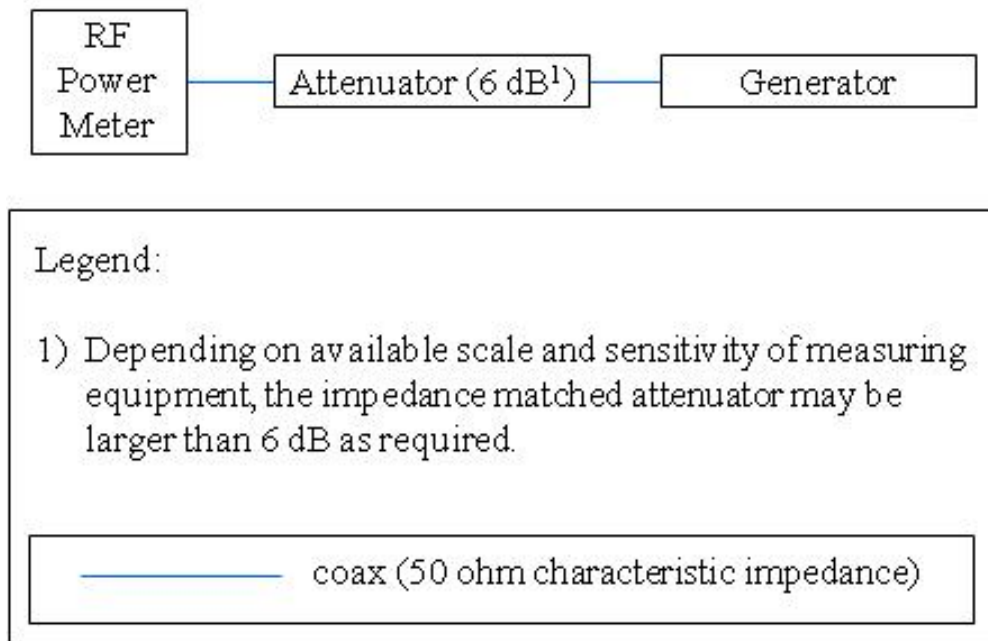 RF
Power
Meter
Attenuator (6 dB¹)
Generator
Legend:
1) Depending on available scale and sensitivity of measuring
equipment, the impedance matched attenuator may be
larger than 6 dB as required.
coax (50 ohm characteristic impedance)